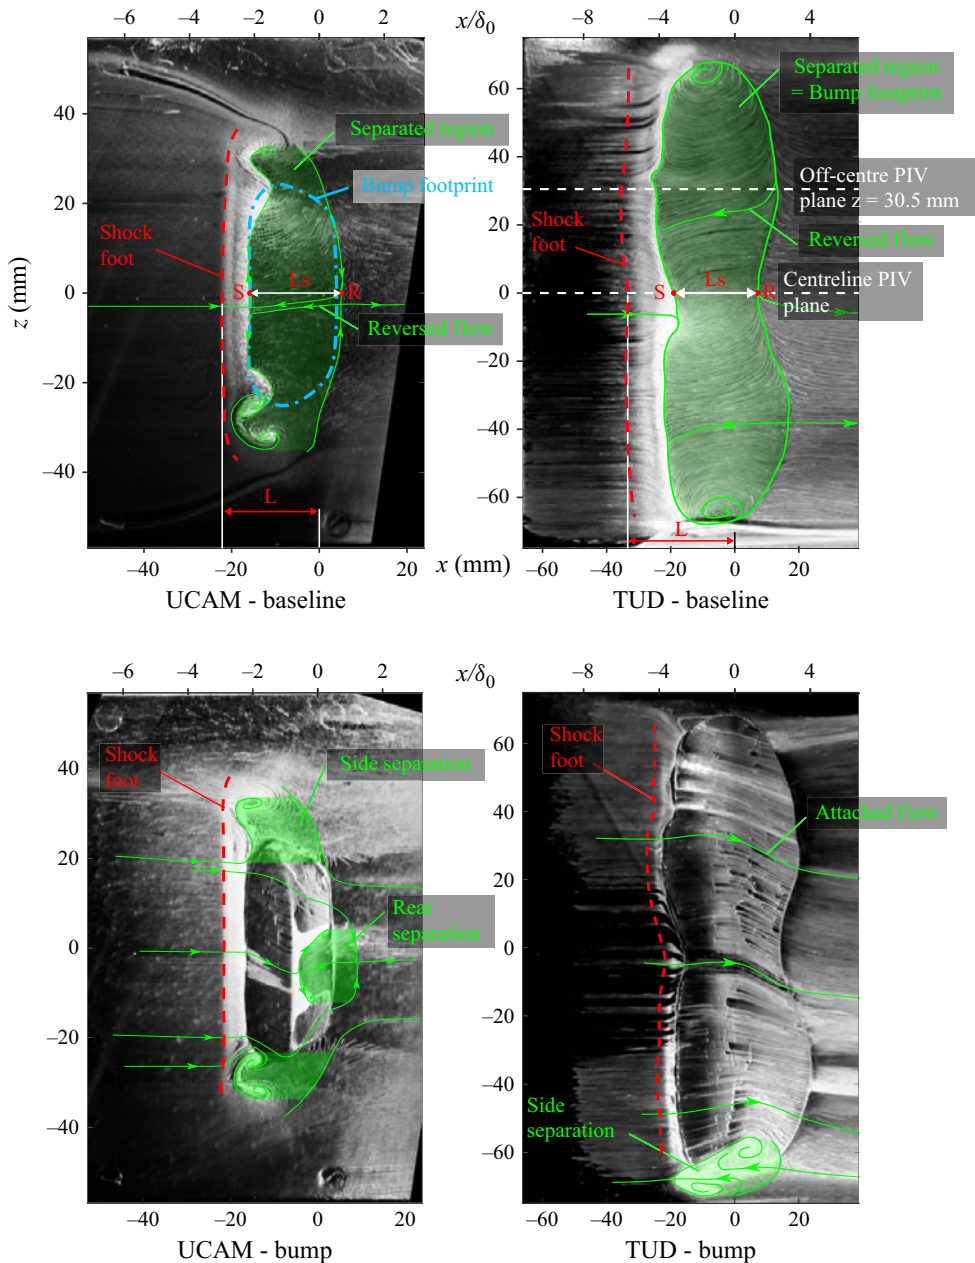 −6 −4 −2 0 2
x/δ0
−8 −4 0 4
40
20
0
−20
−40
z (mm)
Separated region
Bump footprint
Shock
foot
S
Ls
R
Reversed flow
L
−40 −20 0 20
x (mm)
UCAM - baseline
60
40
20
0
−20
−40
−60
Separated region
= Bump footprint
Off-centre PIV
plane z = 30.5 mm
Shock
foot
Reversed flow
S
Ls
R
Centreline PIV
plane
L
−60 −40 −20 0 20
TUD - baseline
−6 −4 −2 0 2
x/δ0
−8 −4 0 4
40
20
0
−20
−40
Shock
foot
Side separation
Rear
separation
−40 −20 0 20
UCAM - bump
60
40
20
0
−20
−40
−60
Shock
foot
Attached flow
Side
separation
−60 −40 −20 0 20
TUD - bump